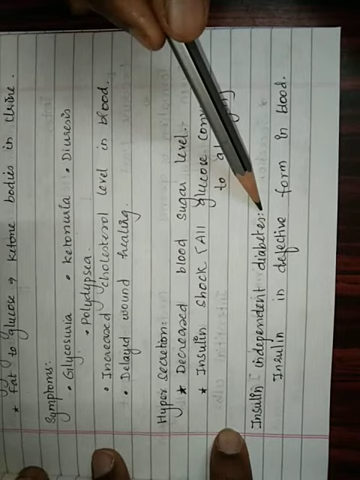 * Fat to glucose → ketone bodies in Urine.
Symptoms:
• Glycosuria • Ketonuria • Diuresis
• Polydypsea.
• Increased cholesterol level in blood.
• Delayed wound healing.
Hyper secretion:
* Decreased blood sugar level.
* Insulin shock (All glucose
to
Insulin independent diabetes:
Insulin in defective form in blood.